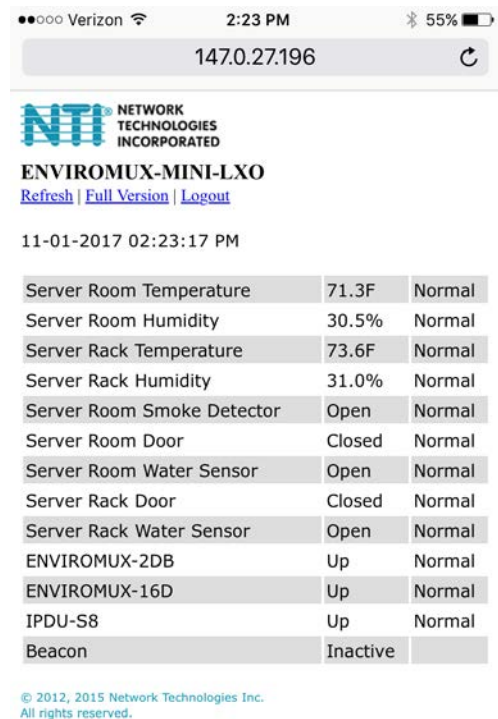 ●●○○○ Verizon 2:23 PM 55%
147.0.27.196
NTI® NETWORK
TECHNOLOGIES
INCORPORATED
ENVIROMUX-MINI-LXO
Refresh | Full Version | Logout
11-01-2017 02:23:17 PM
Server Room Temperature 71.3F Normal
Server Room Humidity 30.5% Normal
Server Rack Temperature 73.6F Normal
Server Rack Humidity 31.0% Normal
Server Room Smoke Detector Open Normal
Server Room Door Closed Normal
Server Room Water Sensor Open Normal
Server Rack Door Closed Normal
Server Rack Water Sensor Open Normal
ENVIROMUX-2DB Up Normal
ENVIROMUX-16D Up Normal
IPDU-S8 Up Normal
Beacon Inactive
© 2012, 2015 Network Technologies Inc.
All rights reserved.